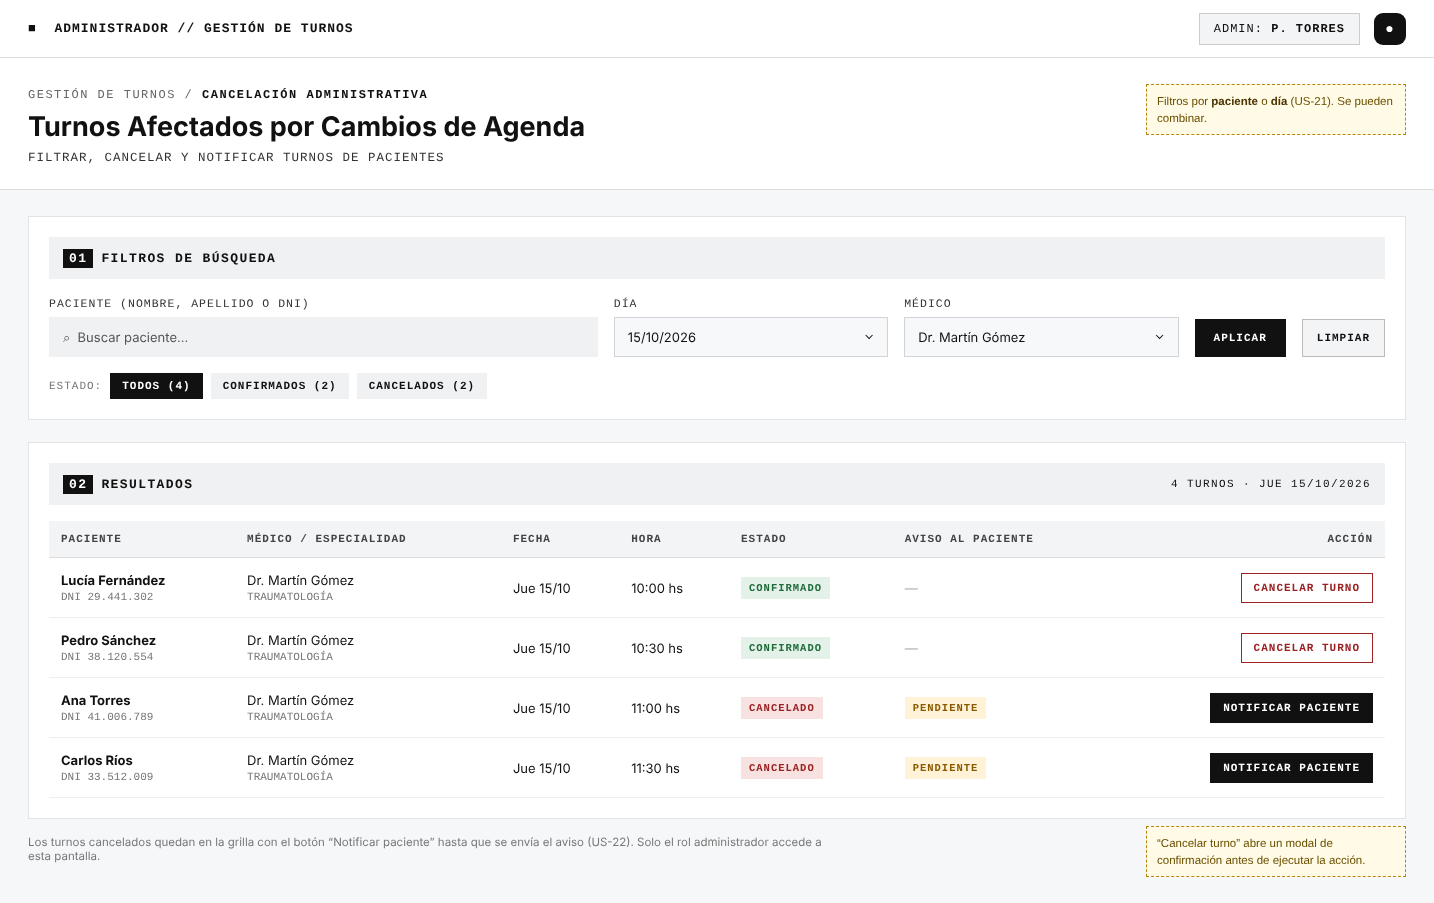 ADMINISTRADOR // GESTIÓN DE TURNOS
ADMIN: P. TORRES
GESTIÓN DE TURNOS / CANCELACIÓN ADMINISTRATIVA
Turnos Afectados por Cambios de Agenda
FILTRAR, CANCELAR Y NOTIFICAR TURNOS DE PACIENTES
Filtros por paciente o día (US-21). Se pueden
combinar.
01 FILTROS DE BÚSQUEDA
PACIENTE (NOMBRE, APELLIDO O DNI) DÍA MÉDICO
Buscar paciente... 15/10/2026 Dr. Martín Gómez APLICAR LIMPIAR
ESTADO: TODOS (4) CONFIRMADOS (2) CANCELADOS (2)
02 RESULTADOS 4 TURNOS · JUE 15/10/2026
PACIENTE MÉDICO / ESPECIALIDAD FECHA HORA ESTADO AVISO AL PACIENTE ACCIÓN
Lucía Fernández Dr. Martín Gómez Jue 15/10 10:00 hs CONFIRMADO — CANCELAR TURNO
DNI 29.441.302 TRAUMATOLOGÍA
Pedro Sánchez Dr. Martín Gómez Jue 15/10 10:30 hs CONFIRMADO — CANCELAR TURNO
DNI 38.120.554 TRAUMATOLOGÍA
Ana Torres Dr. Martín Gómez Jue 15/10 11:00 hs CANCELADO PENDIENTE NOTIFICAR PACIENTE
DNI 41.006.789 TRAUMATOLOGÍA
Carlos Ríos Dr. Martín Gómez Jue 15/10 11:30 hs CANCELADO PENDIENTE NOTIFICAR PACIENTE
DNI 33.512.009 TRAUMATOLOGÍA
Los turnos cancelados quedan en la grilla con el botón “Notificar paciente” hasta que se envía el aviso (US-22). Solo el rol administrador accede a
esta pantalla.
“Cancelar turno” abre un modal de
confirmación antes de ejecutar la acción.